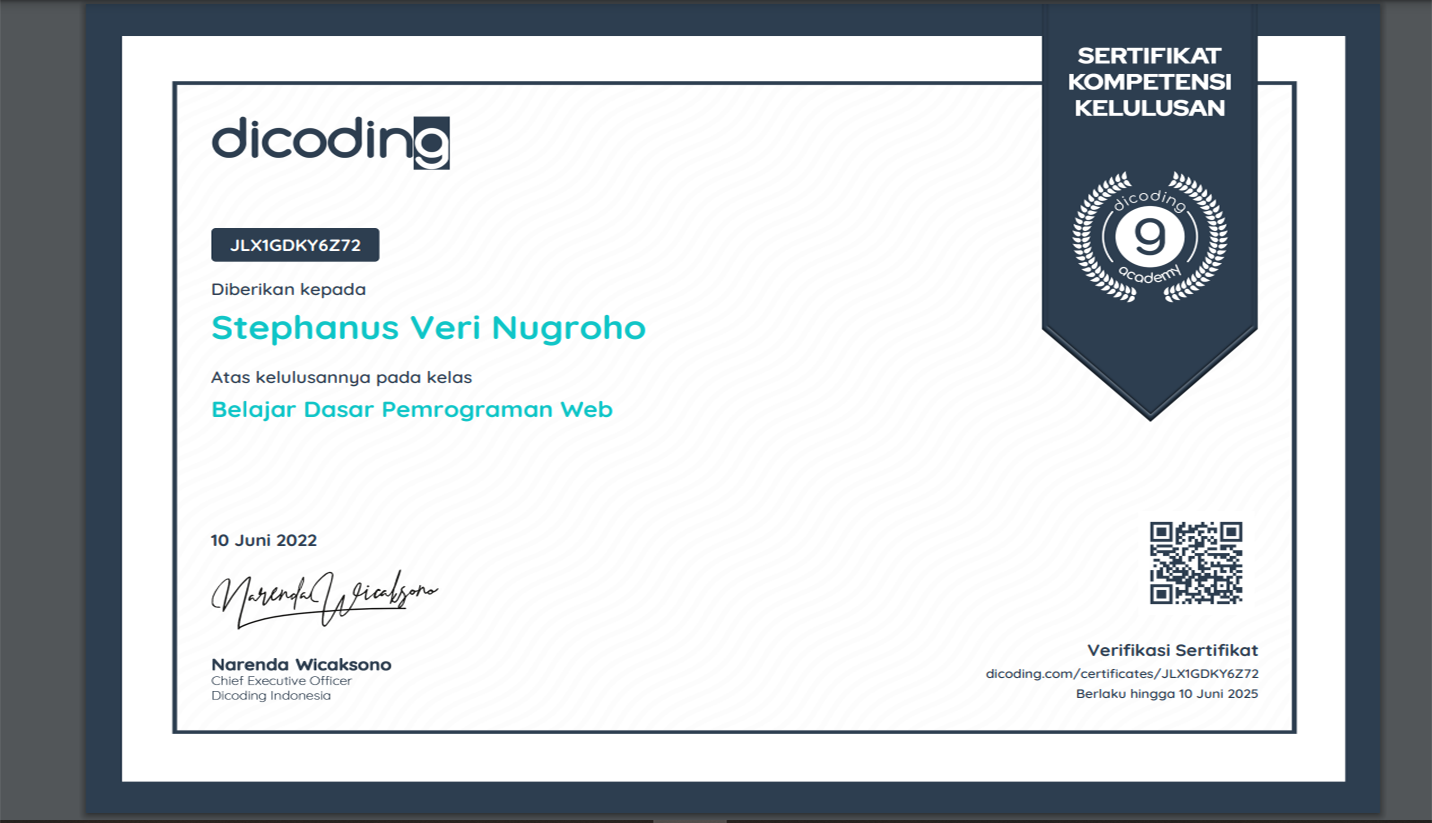 SERTIFIKAT
KOMPETENSI
KELULUSAN
dicoding
dicoding
g
academy
JLX1GDKY6Z72
Diberikan kepada
Stephanus Veri Nugroho
Atas kelulusannya pada kelas
Belajar Dasar Pemrograman Web
10 Juni 2022
Narenda Wicaksono
Narenda Wicaksono
Chief Executive Officer
Dicoding Indonesia
Verifikasi Sertifikat
dicoding.com/certificates/JLX1GDKY6Z72
Berlaku hingga 10 Juni 2025